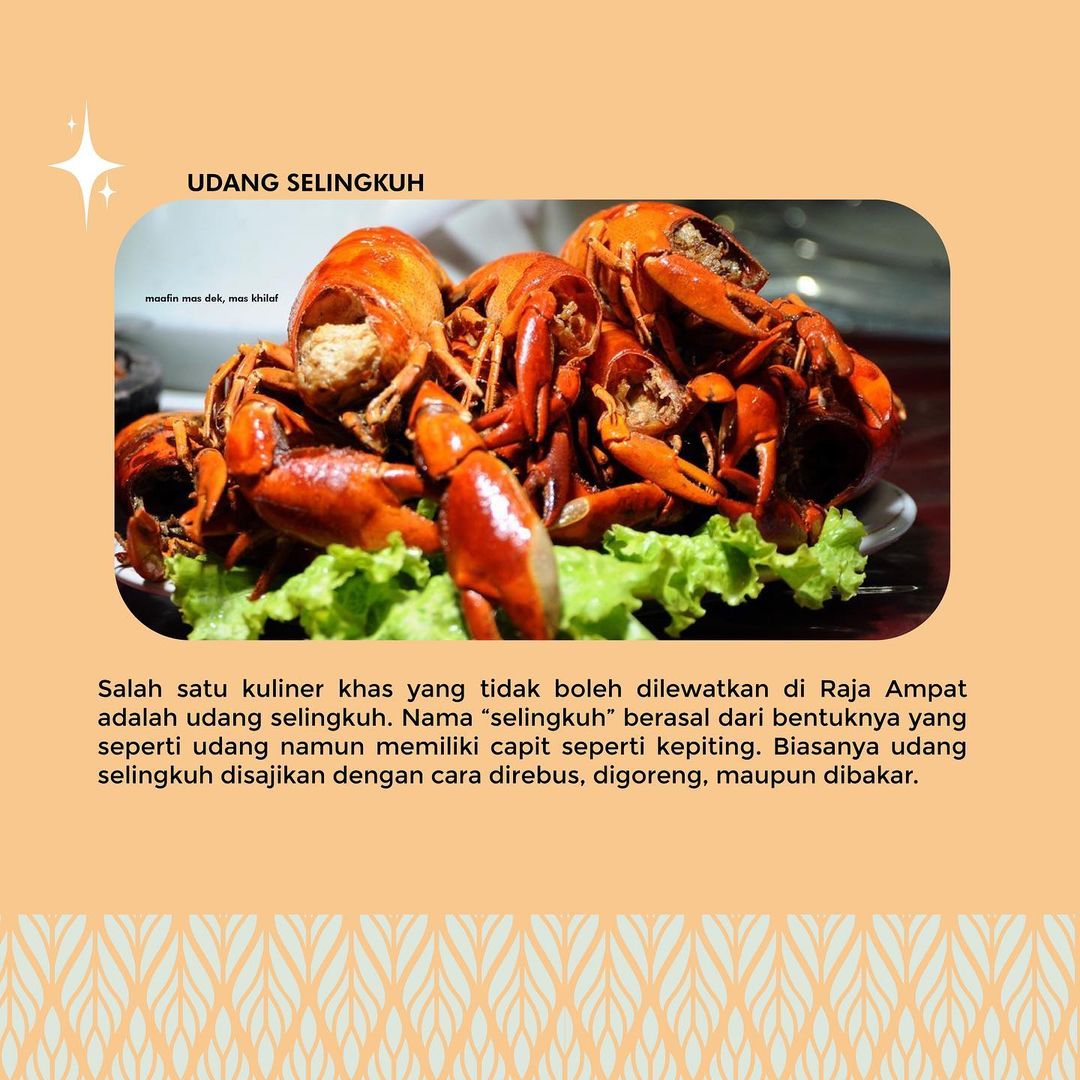 UDANG SELINGKUH
maafin mas dek, mas khilaf
Salah satu kuliner khas yang tidak boleh dilewatkan di Raja Ampat
adalah udang selingkuh. Nama “selingkuh” berasal dari bentuknya yang
seperti udang namun memiliki capit seperti kepiting. Biasanya udang
selingkuh disajikan dengan cara direbus, digoreng, maupun dibakar.